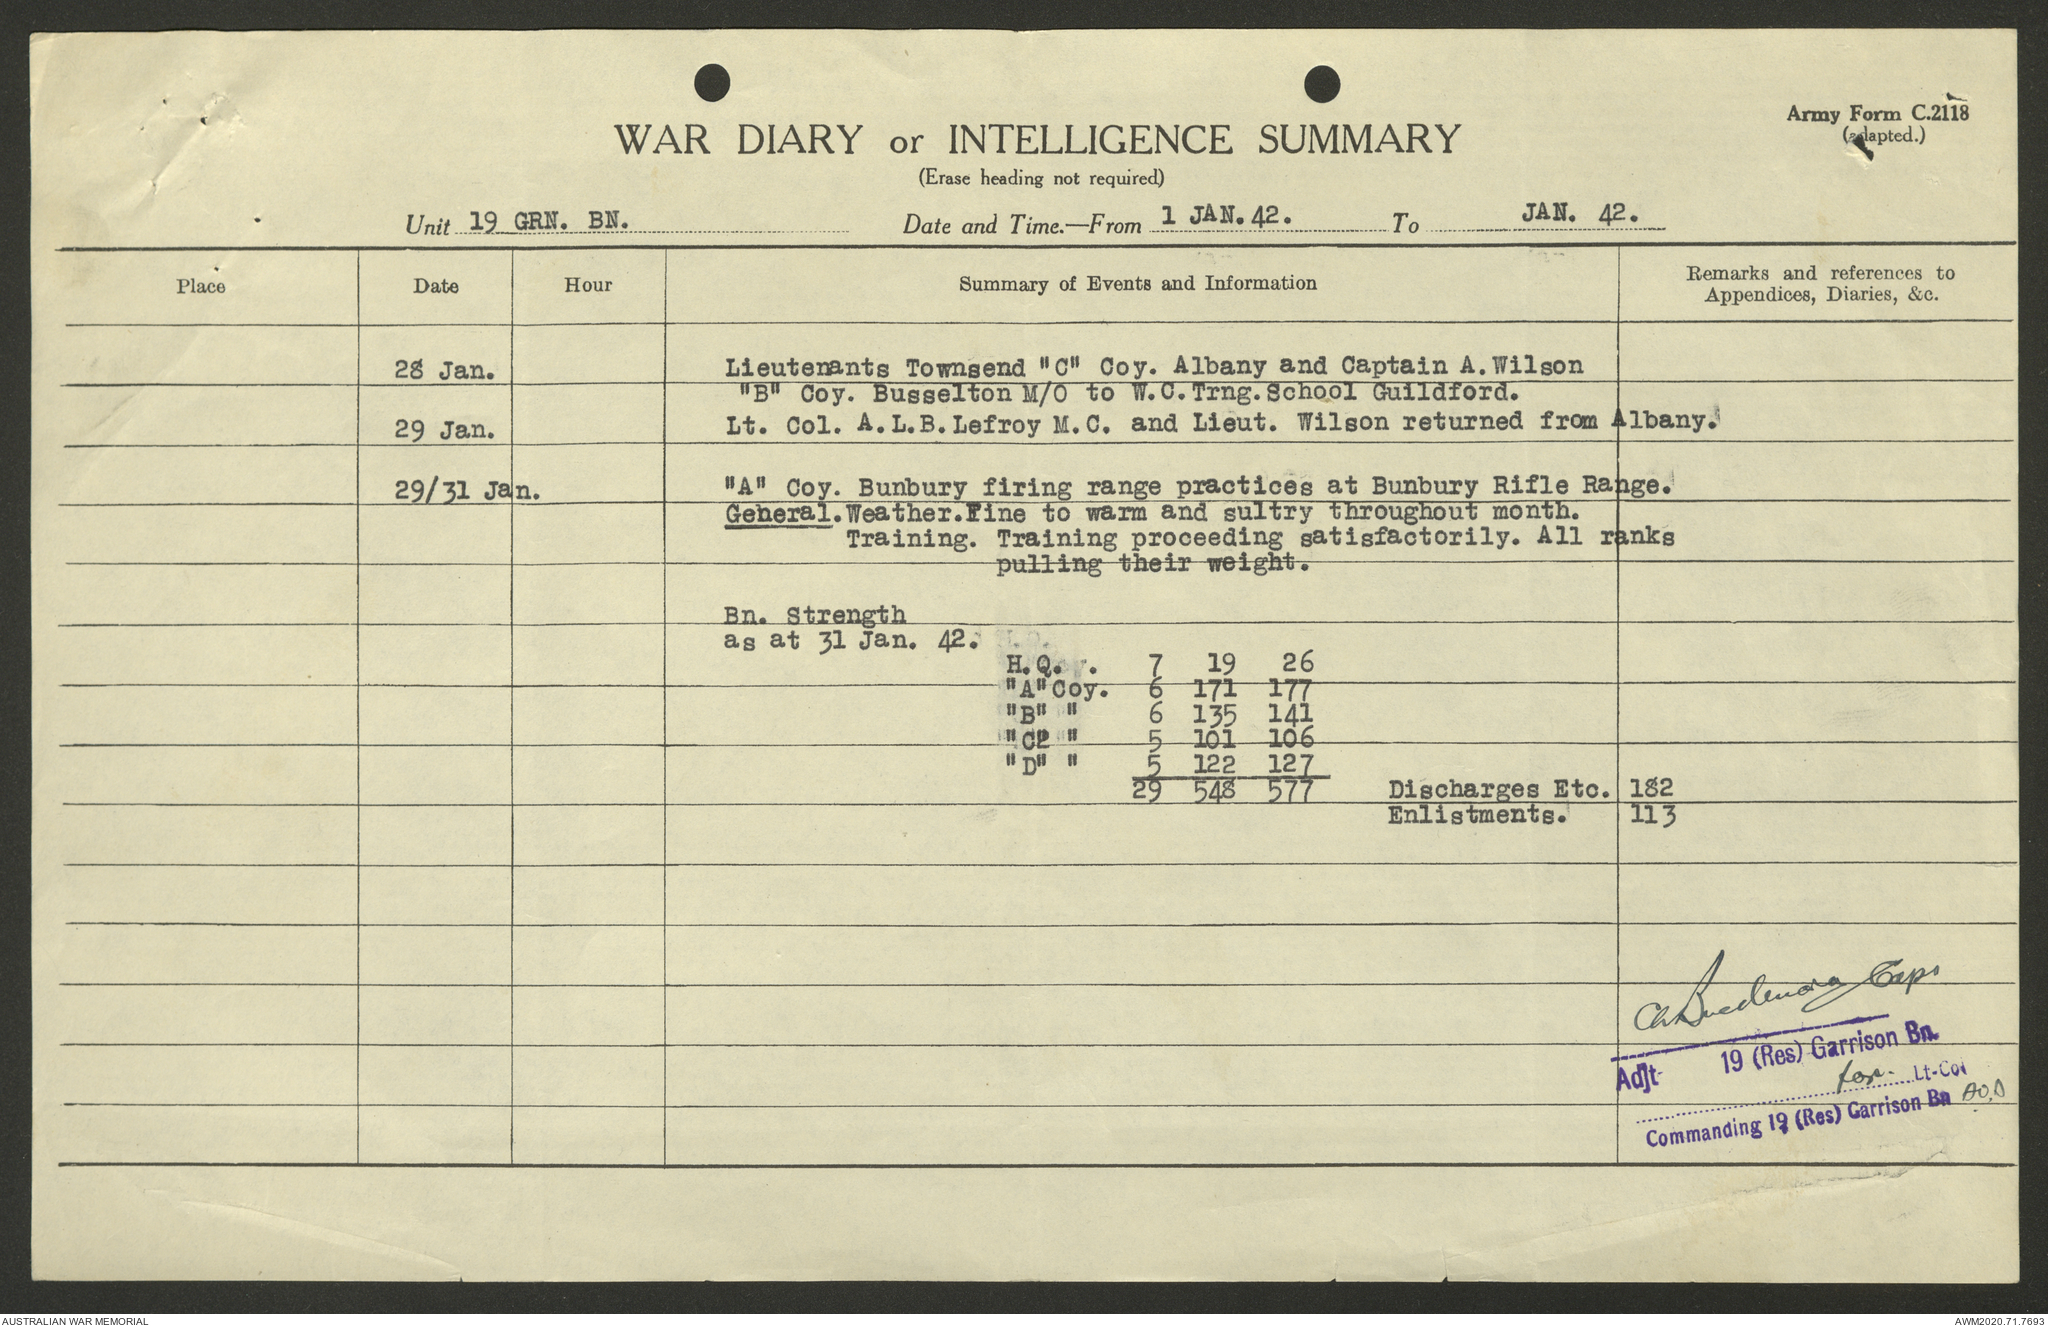 Army Form C.2118
(adapted.)
WAR DIARY or INTELLIGENCE SUMMARY
(Erase heading not required)
Unit 19 GRN. BN. Date and Time.—From 1 JAN. 42. To JAN. 42.
Place Date Hour Summary of Events and Information Remarks and references to Appendices, Diaries, &c.
28 Jan. Lieutenants Townsend "C" Coy. Albany and Captain A. Wilson
"B" Coy. Busselton M/O to W.C.Trng.School Guildford.
29 Jan. Lt. Col. A.L.B.Lefroy M.C. and Lieut. Wilson returned from Albany.
29/31 Jan. "A" Coy. Bunbury firing range practices at Bunbury Rifle Range.
General. Weather. Fine to warm and sultry throughout month.
Training. Training proceeding satisfactorily. All ranks
pulling their weight.
Bn. Strength
as at 31 Jan. 42.
H.Q. 7 19 26
"A" Coy. 6 171 177
"B" " 6 135 141
"C2 " 5 101 106
"D" " 5 122 127
29 548 577 Discharges Etc. 182
Enlistments. 113
Capt
Adjt 19 (Res) Garrison Bn.
for Lt-Col
Commanding 19 (Res) Garrison Bn
AUSTRALIAN WAR MEMORIAL
AWM2020.71.7693